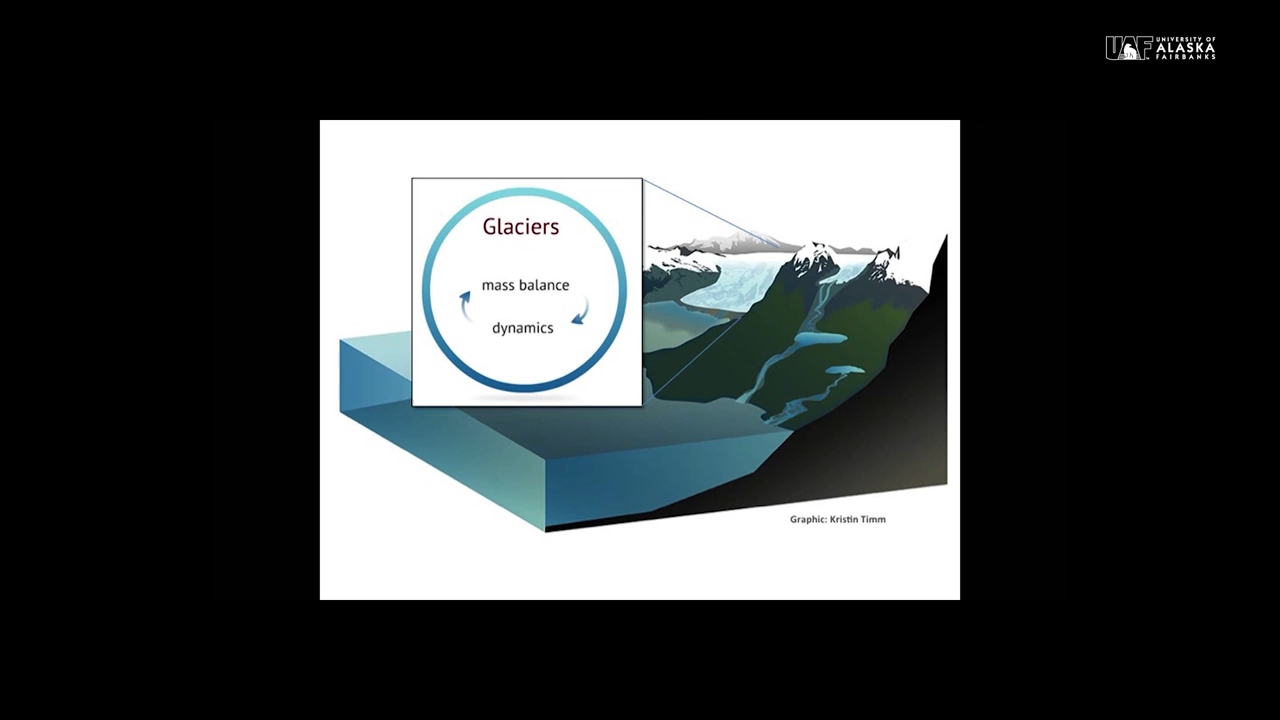 UAF
UNIVERSITY OF
ALASKA
FAIRBANKS
Glaciers
mass balance
dynamics
Graphic: Kristin Timm